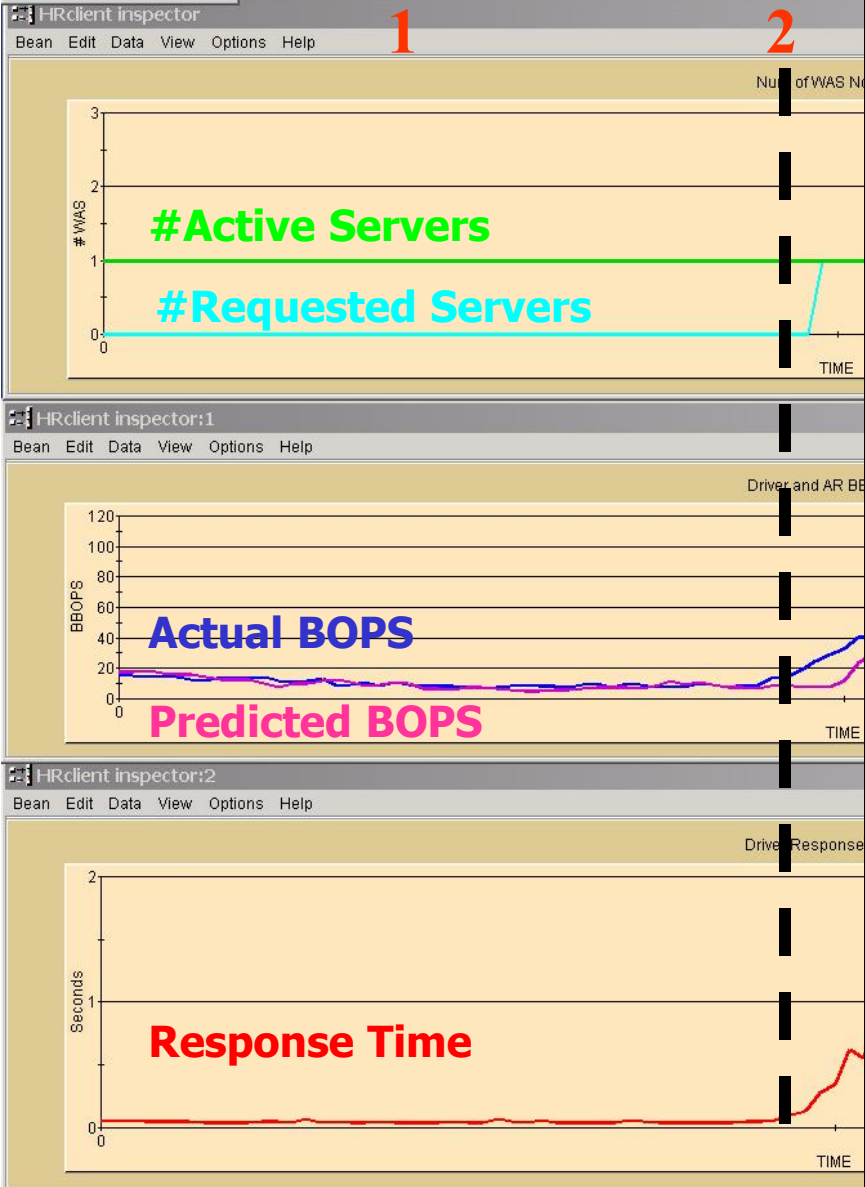 HRclient inspector
1
2
Bean Edit Data View Options Help
of WAS
3
2
# WAS
#Active Servers
1
#Requested Servers
0
0
TIME
HRclient inspector:1
Bean Edit Data View Options Help
Driver and AR
120
100
80
BBOPS
60
Actual BOPS
40
20
0
0
Predicted BOPS
TIME
HRclient inspector:2
Bean Edit Data View Options Help
Response
2
Seconds
1
Response Time
0
0
TIME